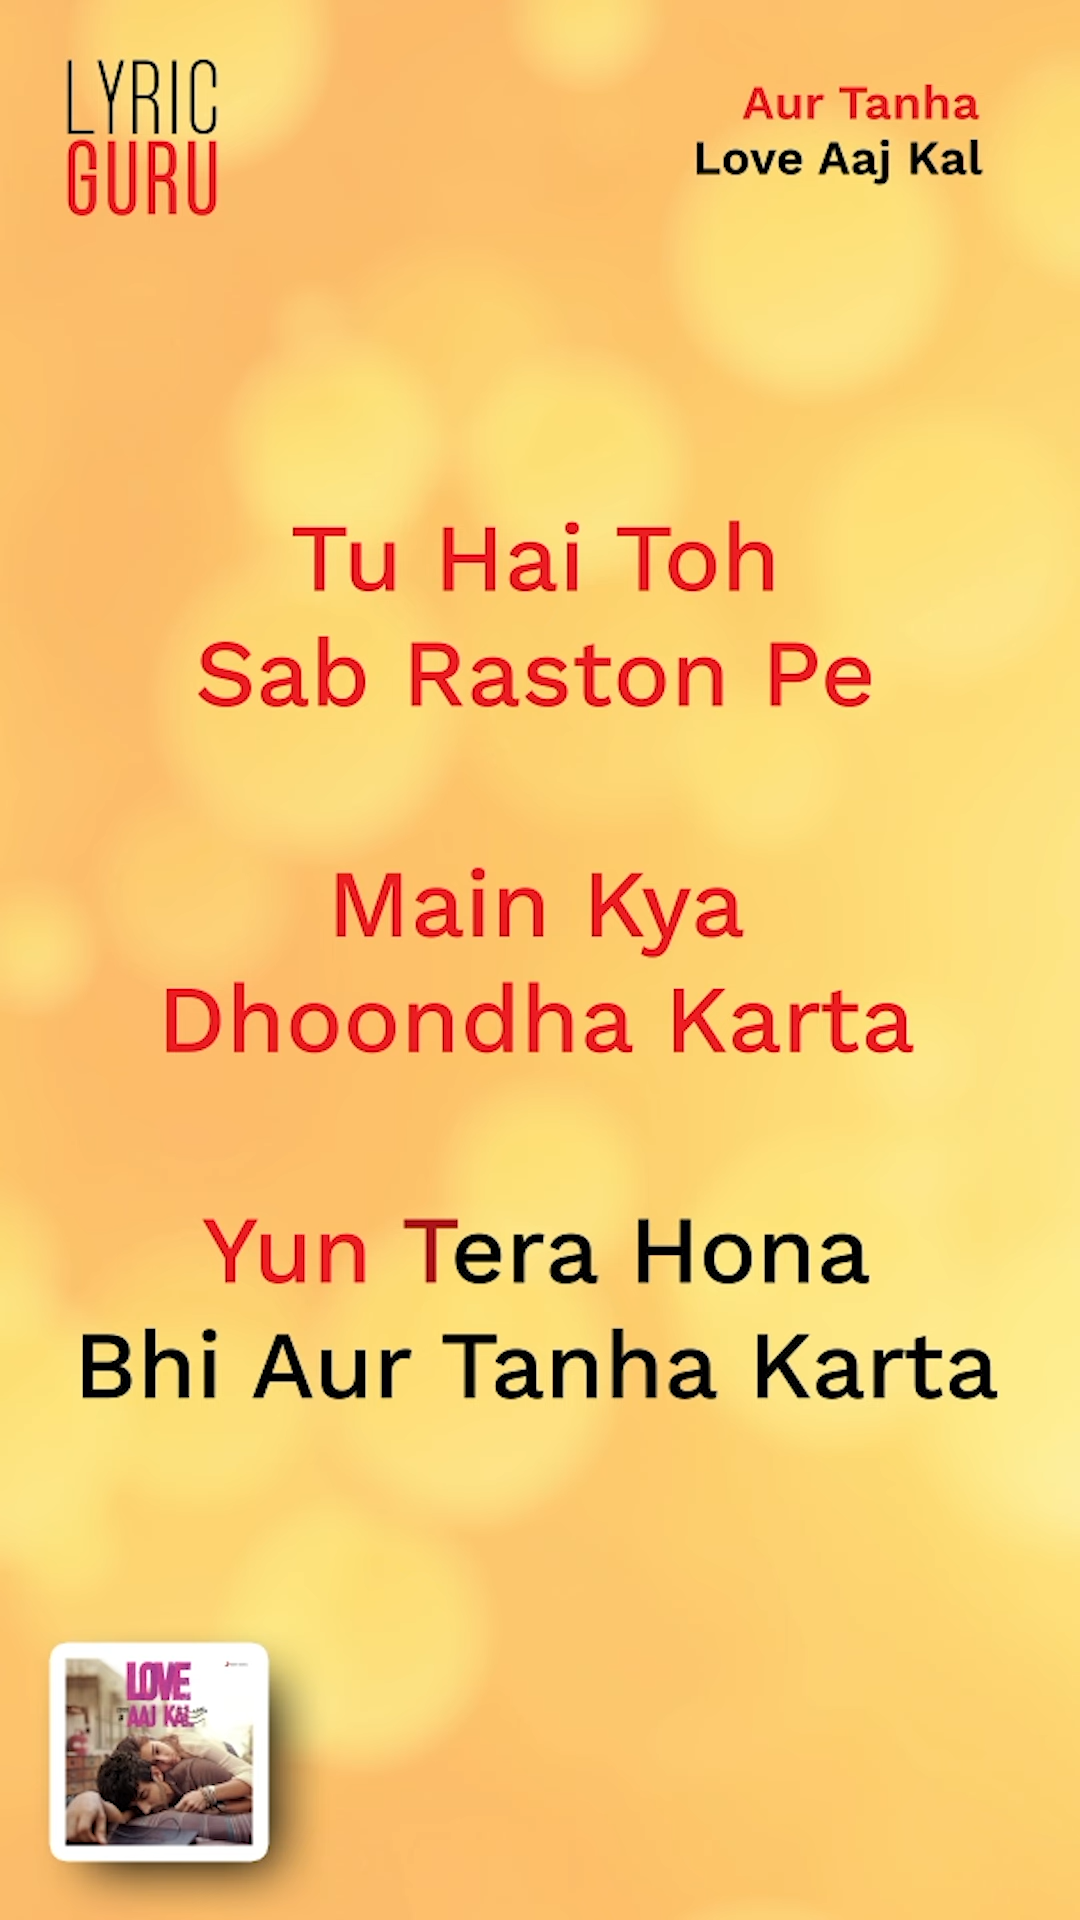 LYRIC
GURU
Aur Tanha
Love Aaj Kal
Tu Hai Toh
Sab Raston Pe
Main Kya
Dhoondha Karta
Yun Tera Hona
Bhi Aur Tanha Karta
LOVE
AAJ KAL